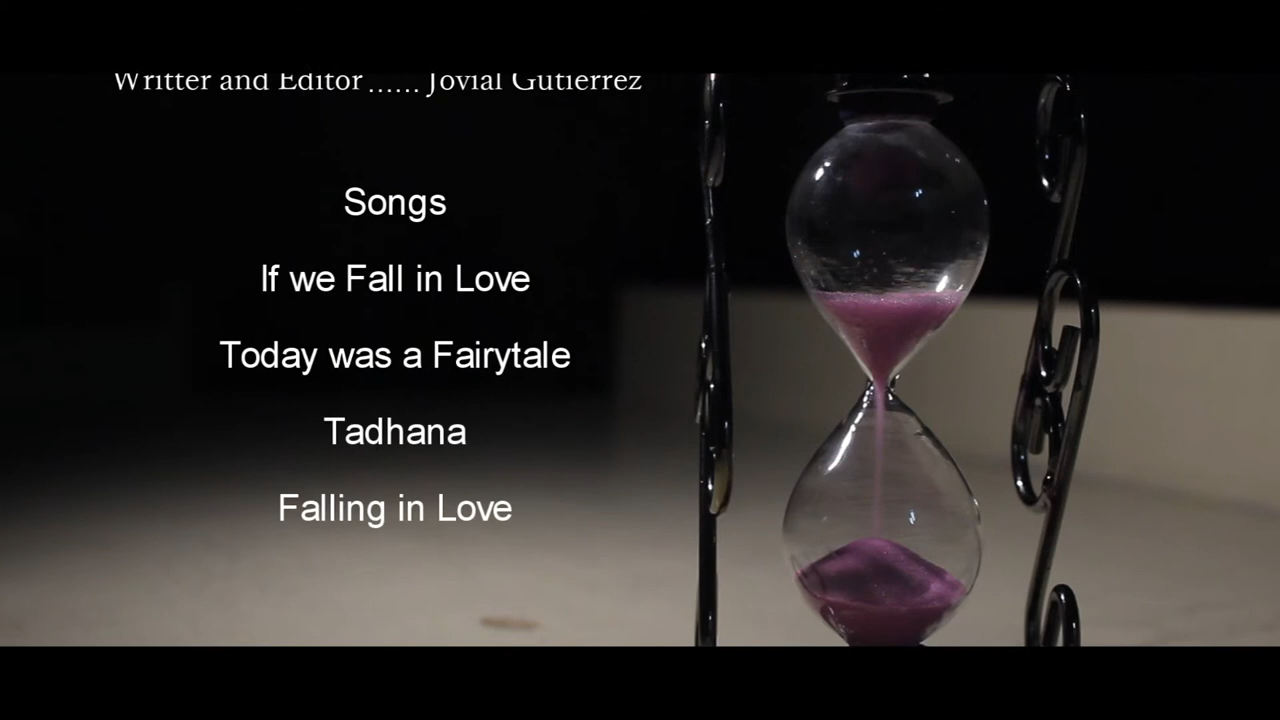 Writter and Editor...... Jovial Gutierrez
Songs
If we Fall in Love
Today was a Fairytale
Tadhana
Falling in Love